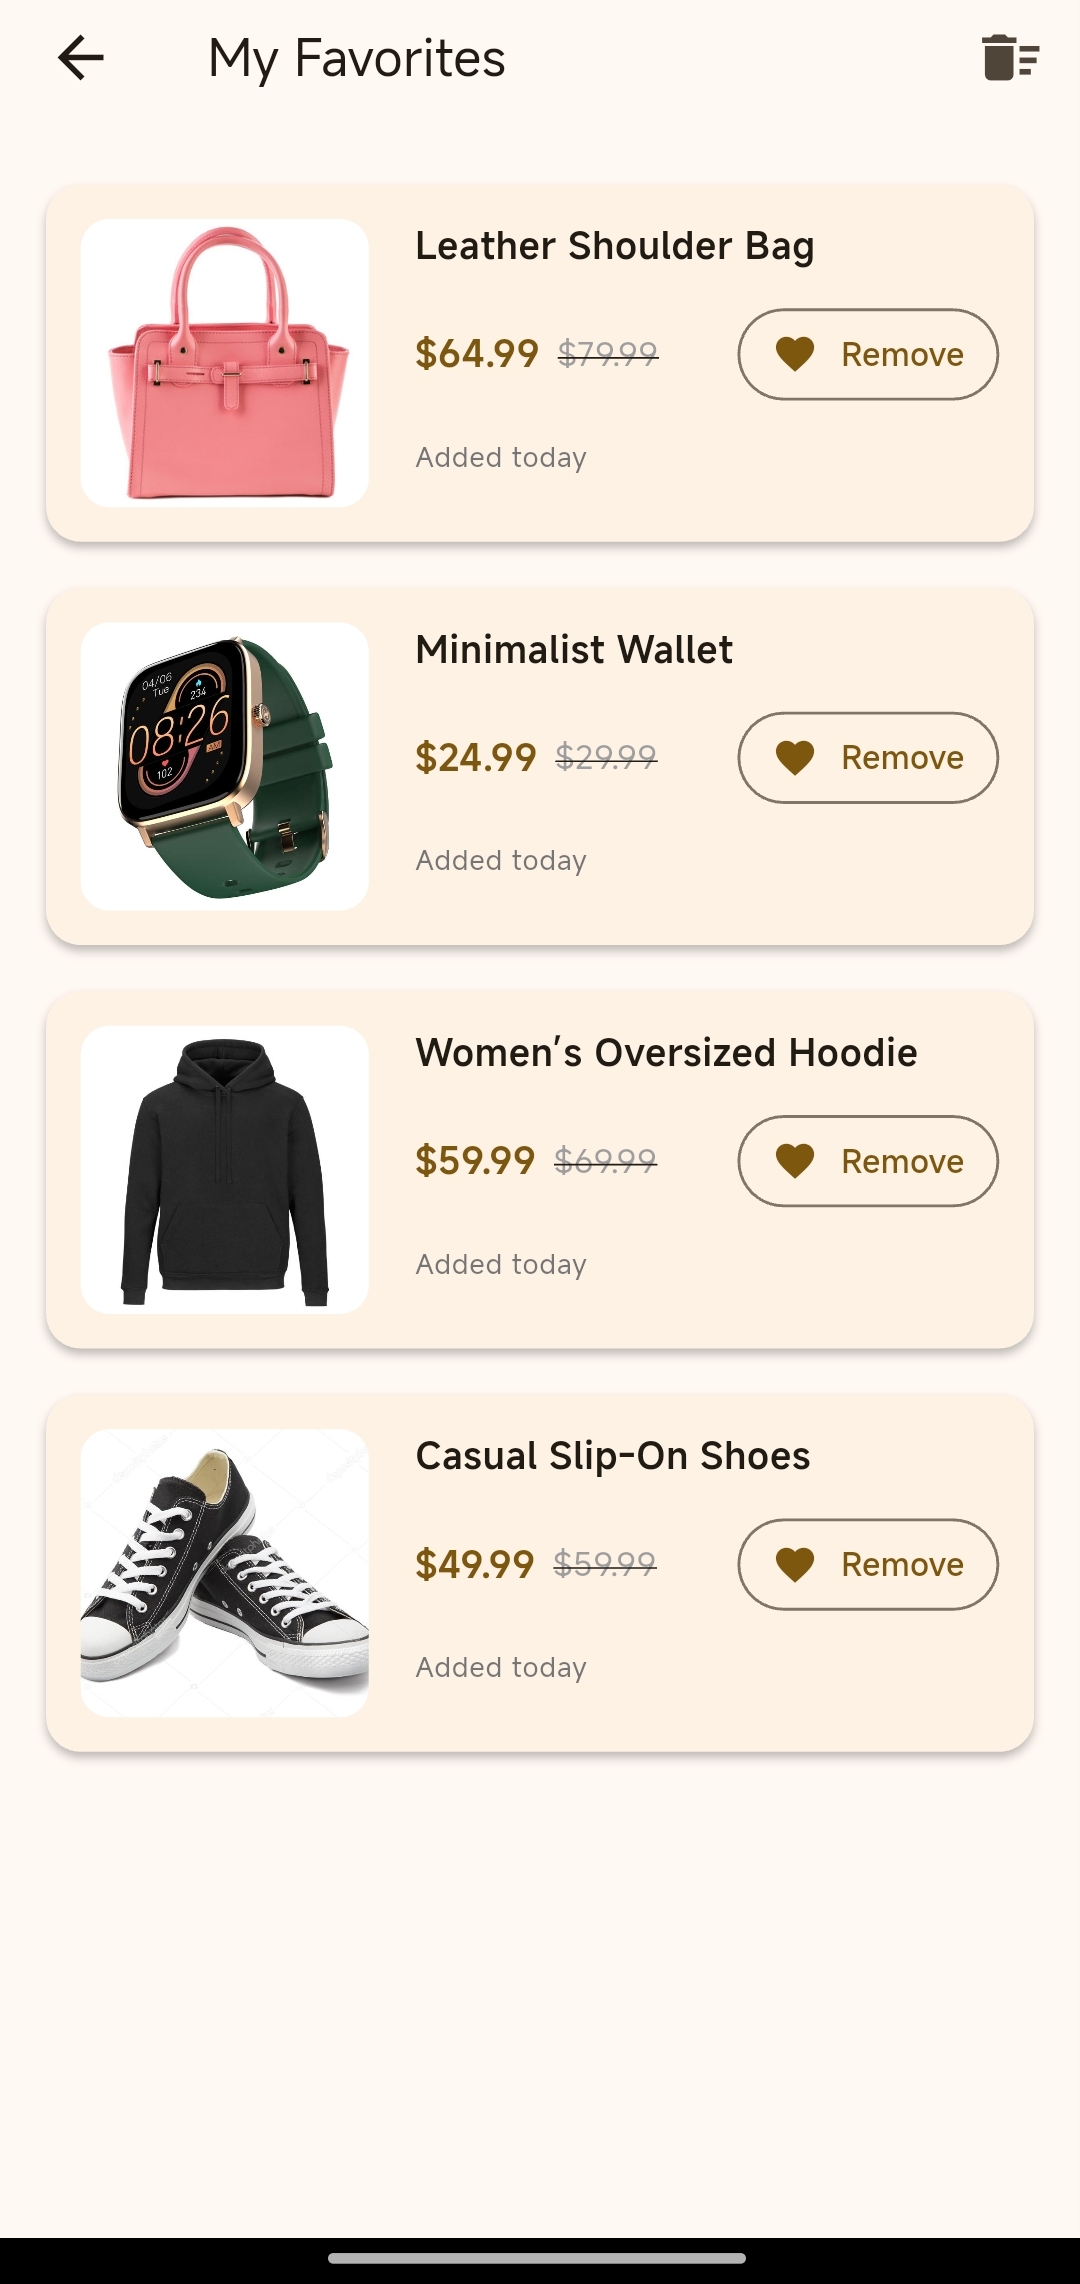 My Favorites
Leather Shoulder Bag
$64.99 $79.99 Remove
Added today
04/06
Tue
234
08:26
AM
102
Minimalist Wallet
$24.99 $29.99 Remove
Added today
Women's Oversized Hoodie
$59.99 $69.99 Remove
Added today
Casual Slip-On Shoes
$49.99 $59.99 Remove
Added today